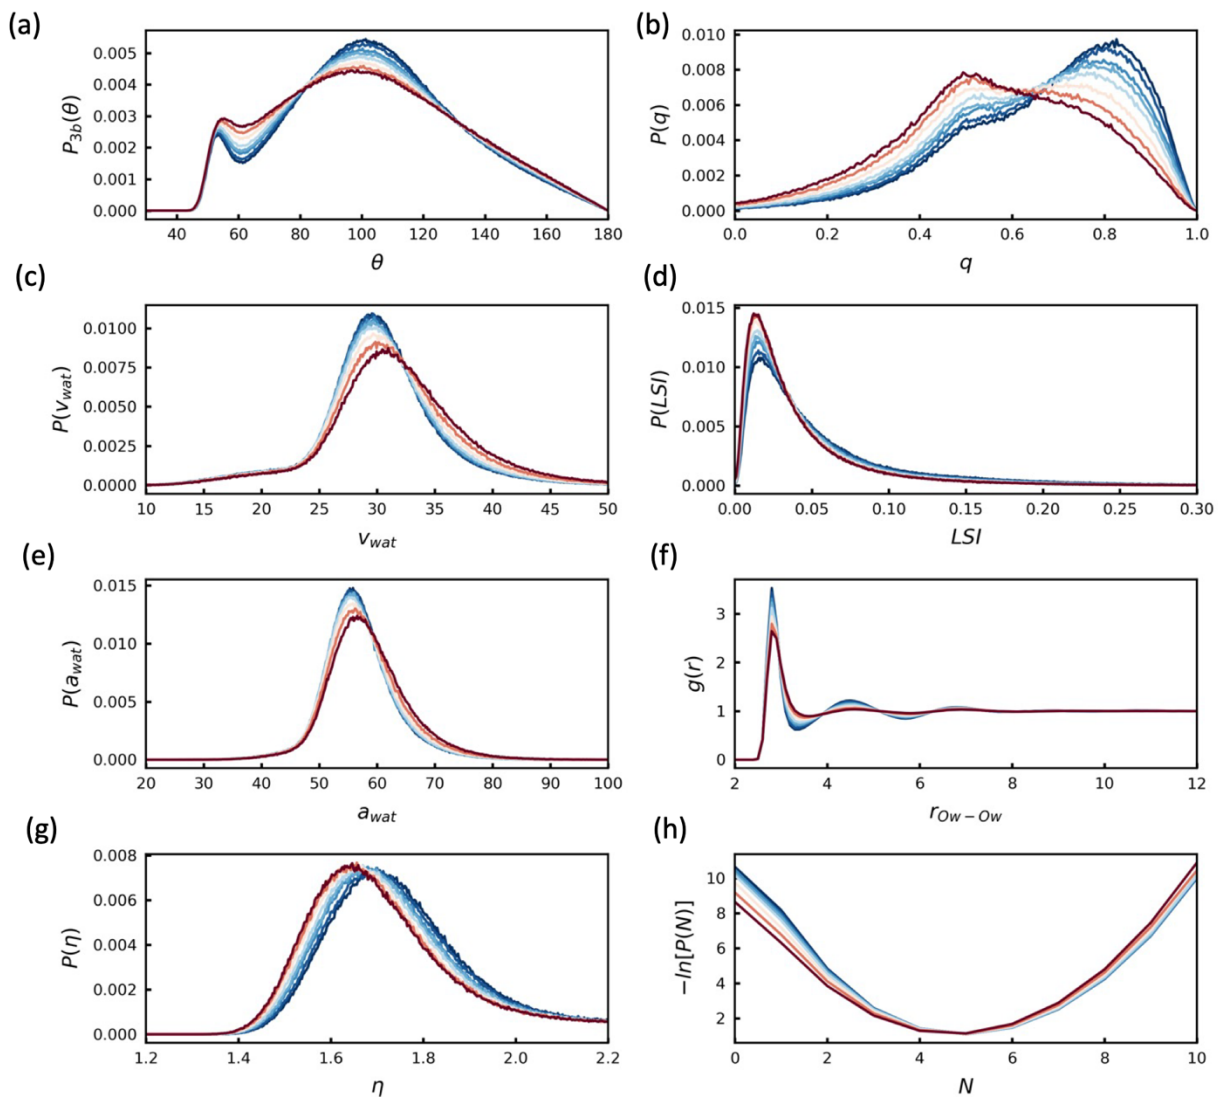 (a)
0.005
0.004
0.003
0.002
0.001
0.000
P3b(θ)
40 60 80 100 120 140 160 180
θ
(b)
0.010
0.008
0.006
0.004
0.002
0.000
P(q)
0.0 0.2 0.4 0.6 0.8 1.0
q
(c)
0.0100
0.0075
0.0050
0.0025
0.0000
P(vwat)
10 15 20 25 30 35 40 45 50
vwat
(d)
0.015
0.010
0.005
0.000
P(LSI)
0.00 0.05 0.10 0.15 0.20 0.25 0.30
LSI
(e)
0.015
0.010
0.005
0.000
P(awat)
20 30 40 50 60 70 80 90 100
awat
(f)
3
2
1
0
g(r)
2 4 6 8 10 12
rOw−Ow
(g)
0.008
0.006
0.004
0.002
0.000
P(η)
1.2 1.4 1.6 1.8 2.0 2.2
η
(h)
10
8
6
4
2
−ln[P(N)]
0 2 4 6 8 10
N